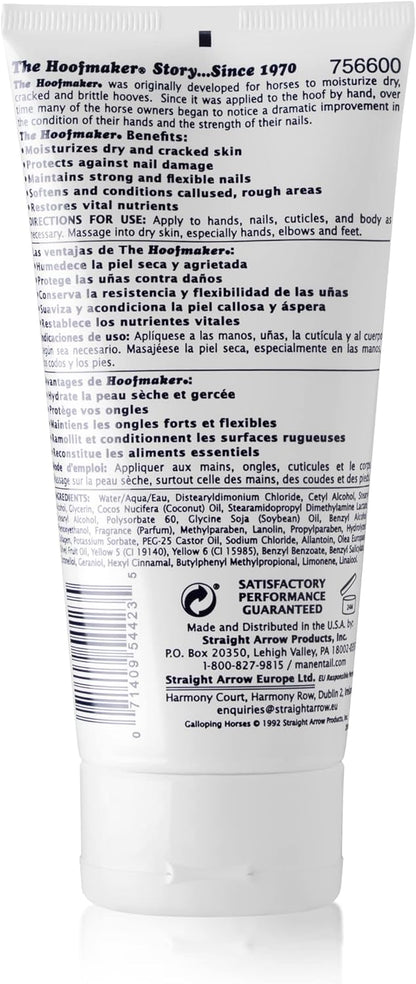 The Hoofmaker® Story...Since 1970 756600
The Hoofmaker® was originally developed for horses to moisturize dry,
cracked and brittle hooves. Since it was applied to the hoof by hand, over
time many of the horse owners began to notice a dramatic improvement in
the condition of their hands and the strength of their nails.
The Hoofmaker® Benefits:
•Moisturizes dry and cracked skin
•Protects against nail damage
•Maintains strong and flexible nails
•Softens and conditions callused, rough areas
•Restores vital nutrients
DIRECTIONS FOR USE: Apply to hands, nails, cuticles, and body as
necessary. Massage into dry skin, especially hands, elbows and feet.
Las ventajas de The Hoofmaker®:
•Humedece la piel seca y agrietada
•Protege las uñas contra daños
•Conserva la resistencia y flexibilidad de las uñas
•Suaviza y acondiciona la piel callosa y áspera
•Restablece los nutrientes vitales
Indicaciones de uso: Aplíquese a las manos, uñas, la cutícula y al cuerpo
según sea necesario. Masajéese la piel seca, especialmente en las manos,
codos y los pies.
Avantages de Hoofmaker®:
•Hydrate la peau sèche et gercée
•Protège vos ongles
•Maintiens les ongles forts et flexibles
•Ramollit et conditionnent les surfaces rugueuses
•Reconstitue les aliments essentiels
Mode d'emploi: Appliquer aux mains, ongles, cuticules et le corps
Massage sur la peau sèche, surtout celle des mains, des coudes et des pieds
INGREDIENTS: Water/Aqua/Eau, Distearyldimonium Chloride, Cetyl Alcohol,
Glycerin, Cocos Nucifera (Coconut) Oil, Stearamidopropyl Dimethylamine
Alcohol, Polysorbate 60, Glycine Soja (Soybean) Oil, Benzyl
Fragrance (Parfum), Methylparaben, Lanolin, Propylparaben,
Potassium Sorbate, PEG-25 Castor Oil, Sodium Chloride, Allantoin, Olea
Fruit Oil, Yellow 5 (CI 19140), Yellow 6 (CI 15985), Benzyl Benzoate, Benzyl
Geraniol, Hexyl Cinnamal, Butylphenyl Methylpropional, Limonene, Linalool.
SATISFACTORY
PERFORMANCE
GUARANTEED
24M
Made and Distributed in the U.S.A. by:
Straight Arrow Products, Inc.
P.O. Box 20350, Lehigh Valley, PA 18002
1-800-827-9815 / manentail.com
Straight Arrow Europe Ltd. EU Responsible
Harmony Court, Harmony Row, Dublin 2,
enquiries@straightarrow.eu
Galloping Horses © 1992 Straight Arrow Products, Inc.
0 71409 54423 5